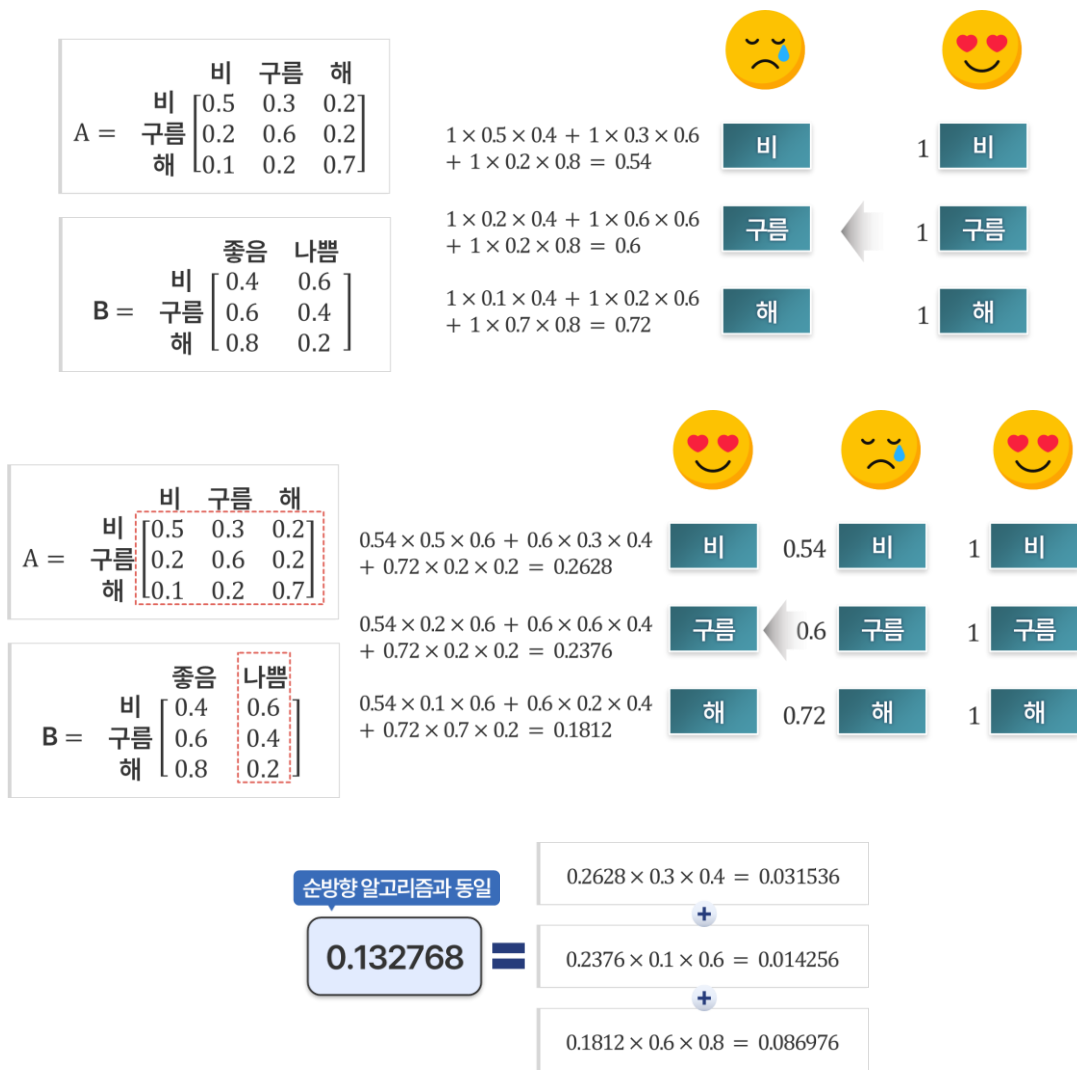 비 구름 해
비 [0.5 0.3 0.2]
A = 구름 0.2 0.6 0.2
해 0.1 0.2 0.7
좋음 나쁨
비 [ 0.4 0.6 ]
B = 구름 0.6 0.4
해 0.8 0.2
1 × 0.5 × 0.4 + 1 × 0.3 × 0.6
+ 1 × 0.2 × 0.8 = 0.54
비
1 비
1 × 0.2 × 0.4 + 1 × 0.6 × 0.6
+ 1 × 0.2 × 0.8 = 0.6
구름
1 구름
1 × 0.1 × 0.4 + 1 × 0.2 × 0.6
+ 1 × 0.7 × 0.8 = 0.72
해
1 해
비 구름 해
비 [0.5 0.3 0.2]
A = 구름 0.2 0.6 0.2
해 0.1 0.2 0.7
좋음 나쁨
비 [ 0.4 0.6 ]
B = 구름 0.6 0.4
해 0.8 0.2
0.54 × 0.5 × 0.6 + 0.6 × 0.3 × 0.4
+ 0.72 × 0.2 × 0.2 = 0.2628
비
0.54 비
1 비
0.54 × 0.2 × 0.6 + 0.6 × 0.6 × 0.4
+ 0.72 × 0.2 × 0.2 = 0.2376
구름
0.6 구름
1 구름
0.54 × 0.1 × 0.6 + 0.6 × 0.2 × 0.4
+ 0.72 × 0.7 × 0.2 = 0.1812
해
0.72 해
1 해
순방향 알고리즘과 동일
0.132768 =
0.2628 × 0.3 × 0.4 = 0.031536
+
0.2376 × 0.1 × 0.6 = 0.014256
+
0.1812 × 0.6 × 0.8 = 0.086976